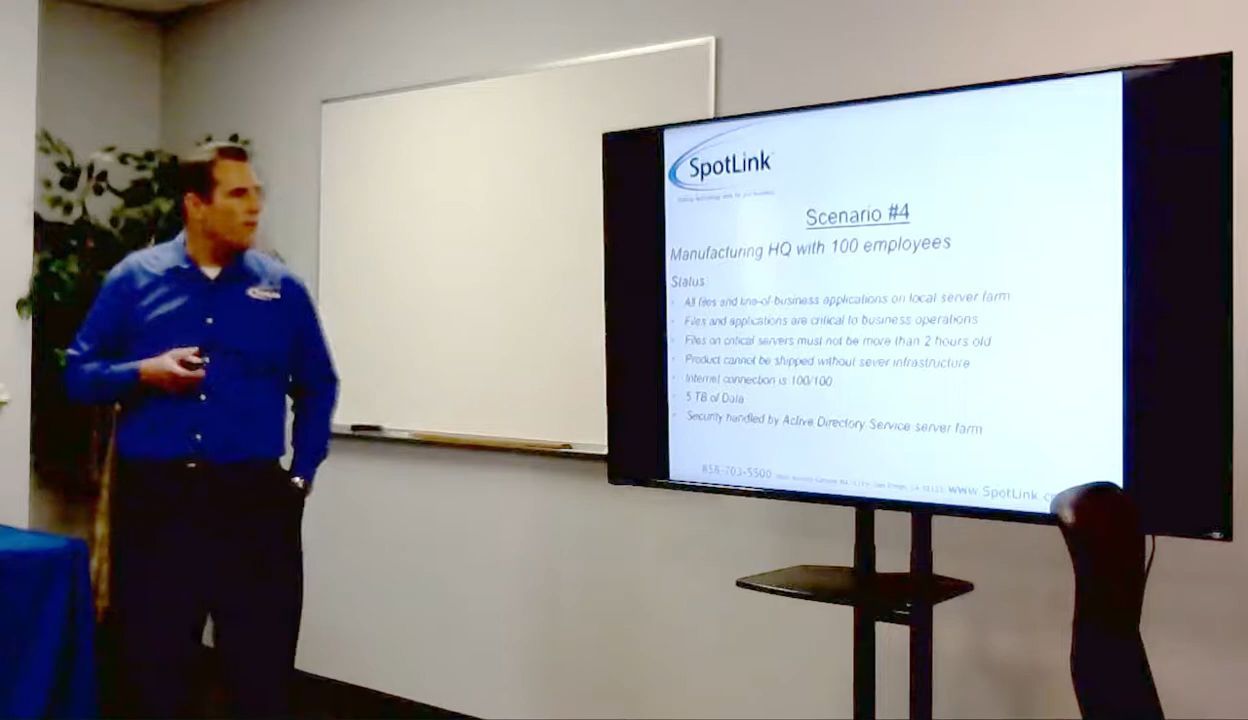 SpotLink
Scenario #4
Manufacturing HQ with 100 employees
Status
All files and line-of-business applications on local server farm
Files and applications are critical to business operations
Files on critical servers must not be more than 2 hours old
Product cannot be shipped without sever infrastructure
Internet connection is 100/100
5 TB of Data
Security handled by Active Directory Service server farm
858-703-5500 San Diego, CA www SpotLink